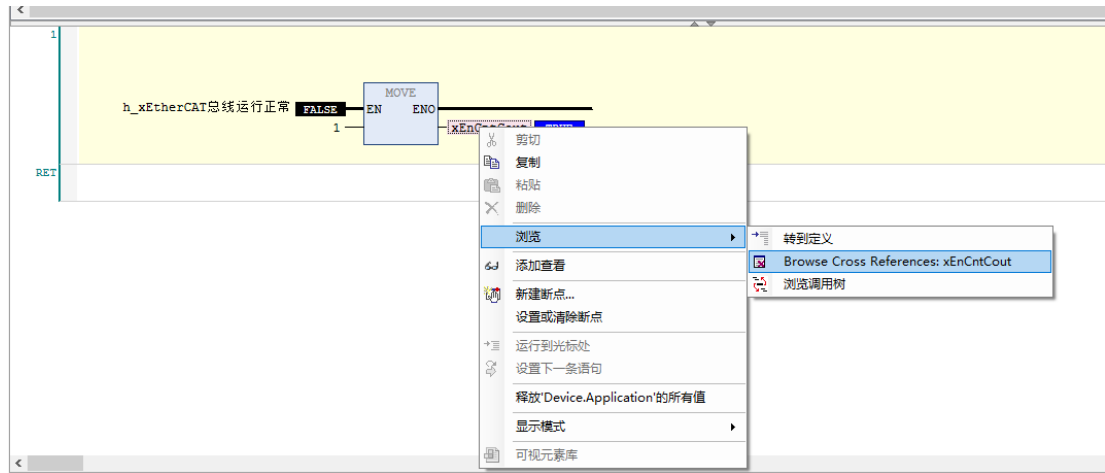 1
MOVE
h_xEtherCAT总线运行正常 FALSE EN ENO
1 xEnCntCout TRUE
RET
剪切
复制
粘贴
删除
浏览
添加查看
新建断点...
设置或清除断点
运行到光标处
设置下一条语句
释放'Device.Application'的所有值
显示模式
可视元素库
转到定义
Browse Cross References: xEnCntCout
浏览调用树